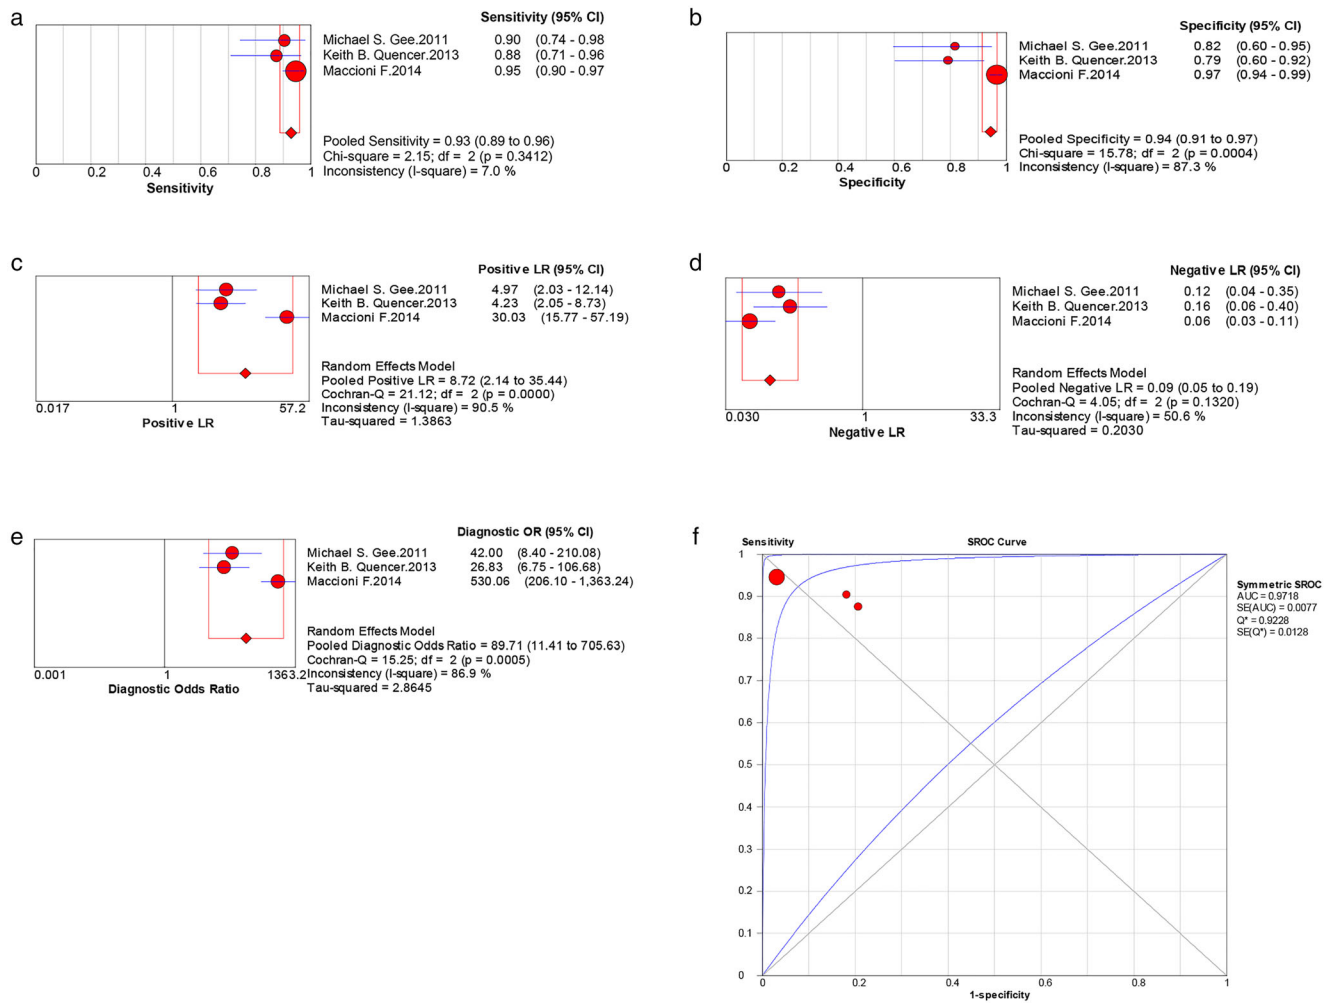 a
Sensitivity (95% CI)
Michael S. Gee.2011 0.90 (0.74 - 0.98
Keith B. Quencer.2013 0.88 (0.71 - 0.96
Maccioni F.2014 0.95 (0.90 - 0.97
Pooled Sensitivity = 0.93 (0.89 to 0.96)
Chi-square = 2.15; df = 2 (p = 0.3412)
Inconsistency (I-square) = 7.0 %
0 0.2 0.4 0.6 0.8 1
Sensitivity
b
Specificity (95% CI)
Michael S. Gee.2011 0.82 (0.60 - 0.95)
Keith B. Quencer.2013 0.79 (0.60 - 0.92)
Maccioni F.2014 0.97 (0.94 - 0.99)
Pooled Specificity = 0.94 (0.91 to 0.97)
Chi-square = 15.78; df = 2 (p = 0.0004)
Inconsistency (I-square) = 87.3 %
0 0.2 0.4 0.6 0.8 1
Specificity
c
Positive LR (95% CI)
Michael S. Gee.2011 4.97 (2.03 - 12.14)
Keith B. Quencer.2013 4.23 (2.05 - 8.73)
Maccioni F.2014 30.03 (15.77 - 57.19)
Random Effects Model
Pooled Positive LR = 8.72 (2.14 to 35.44)
Cochran-Q = 21.12; df = 2 (p = 0.0000)
Inconsistency (I-square) = 90.5 %
Tau-squared = 1.3863
0.017 1 57.2
Positive LR
d
Negative LR (95% CI)
Michael S. Gee.2011 0.12 (0.04 - 0.35)
Keith B. Quencer.2013 0.16 (0.06 - 0.40)
Maccioni F.2014 0.06 (0.03 - 0.11)
Random Effects Model
Pooled Negative LR = 0.09 (0.05 to 0.19)
Cochran-Q = 4.05; df = 2 (p = 0.1320)
Inconsistency (I-square) = 50.6 %
Tau-squared = 0.2030
0.030 1 33.3
Negative LR
e
Diagnostic OR (95% CI)
Michael S. Gee.2011 42.00 (8.40 - 210.08)
Keith B. Quencer.2013 26.83 (6.75 - 106.68)
Maccioni F.2014 530.06 (206.10 - 1,363.24)
Random Effects Model
Pooled Diagnostic Odds Ratio = 89.71 (11.41 to 705.63)
Cochran-Q = 15.25; df = 2 (p = 0.0005)
Inconsistency (I-square) = 86.9 %
Tau-squared = 2.8645
0.001 1 1363.2
Diagnostic Odds Ratio
f
Sensitivity
SROC Curve
1
0.9
0.8
0.7
0.6
0.5
0.4
0.3
0.2
0.1
0
0 0.2 0.4 0.6 0.8 1
1-specificity
Symmetric SROC
AUC = 0.9718
SE(AUC) = 0.0077
Q* = 0.9228
SE(Q*) = 0.0128